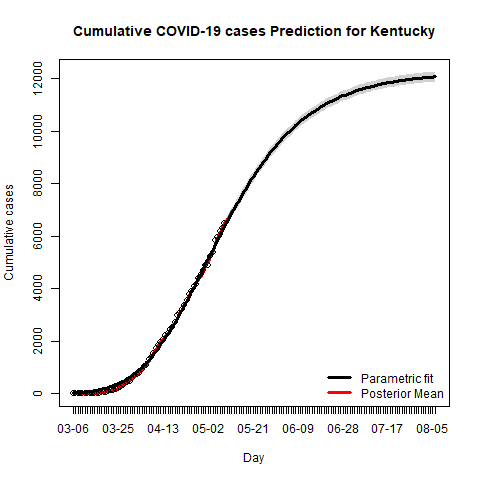 Cumulative COVID-19 cases Prediction for Kentucky
Cumulative cases
12000
10000
8000
6000
4000
2000
0
Parametric fit
Posterior Mean
03-06 03-25 04-13 05-02 05-21 06-09 06-28 07-17 08-05
Day